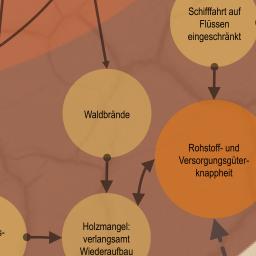 Schifffahrt auf
Flüssen
eingeschränkt
Waldbrände
Rohstoff- und
Versorgungsgüter-
knappheit
Holzmangel:
verlangsamt
Wiederaufbau